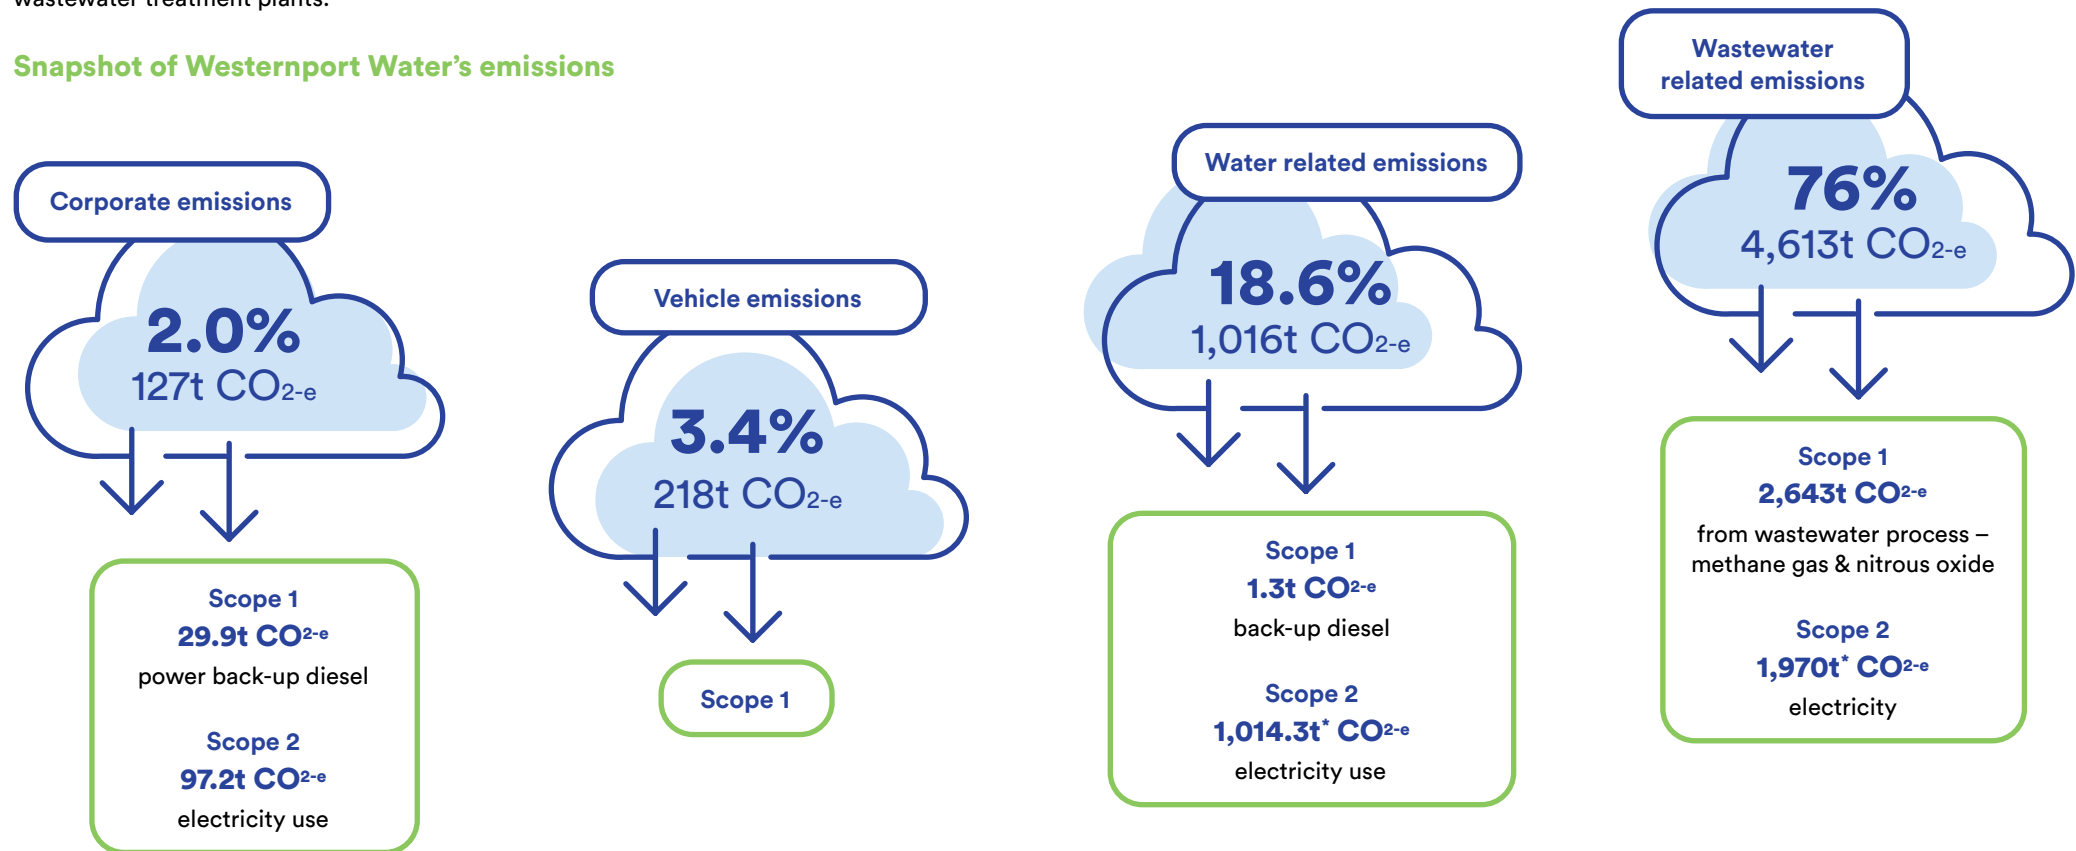 wastewater treatment plants.
Snapshot of Westernport Water's emissions
Corporate emissions
2.0%
127t CO2-e
Scope 1
29.9t CO2-e
power back-up diesel
Scope 2
97.2t CO2-e
electricity use
Vehicle emissions
3.4%
218t CO2-e
Scope 1
Water related emissions
18.6%
1,016t CO2-e
Scope 1
1.3t CO2-e
back-up diesel
Scope 2
1,014.3t* CO2-e
electricity use
Wastewater
related emissions
76%
4,613t CO2-e
Scope 1
2,643t CO2-e
from wastewater process –
methane gas & nitrous oxide
Scope 2
1,970t* CO2-e
electricity